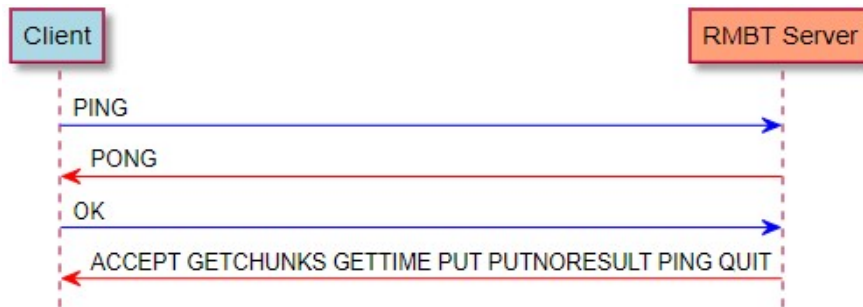 Client
RMBT Server
PING
PONG
OK
ACCEPT GETCHUNKS GETTIME PUT PUTNORESULT PING QUIT